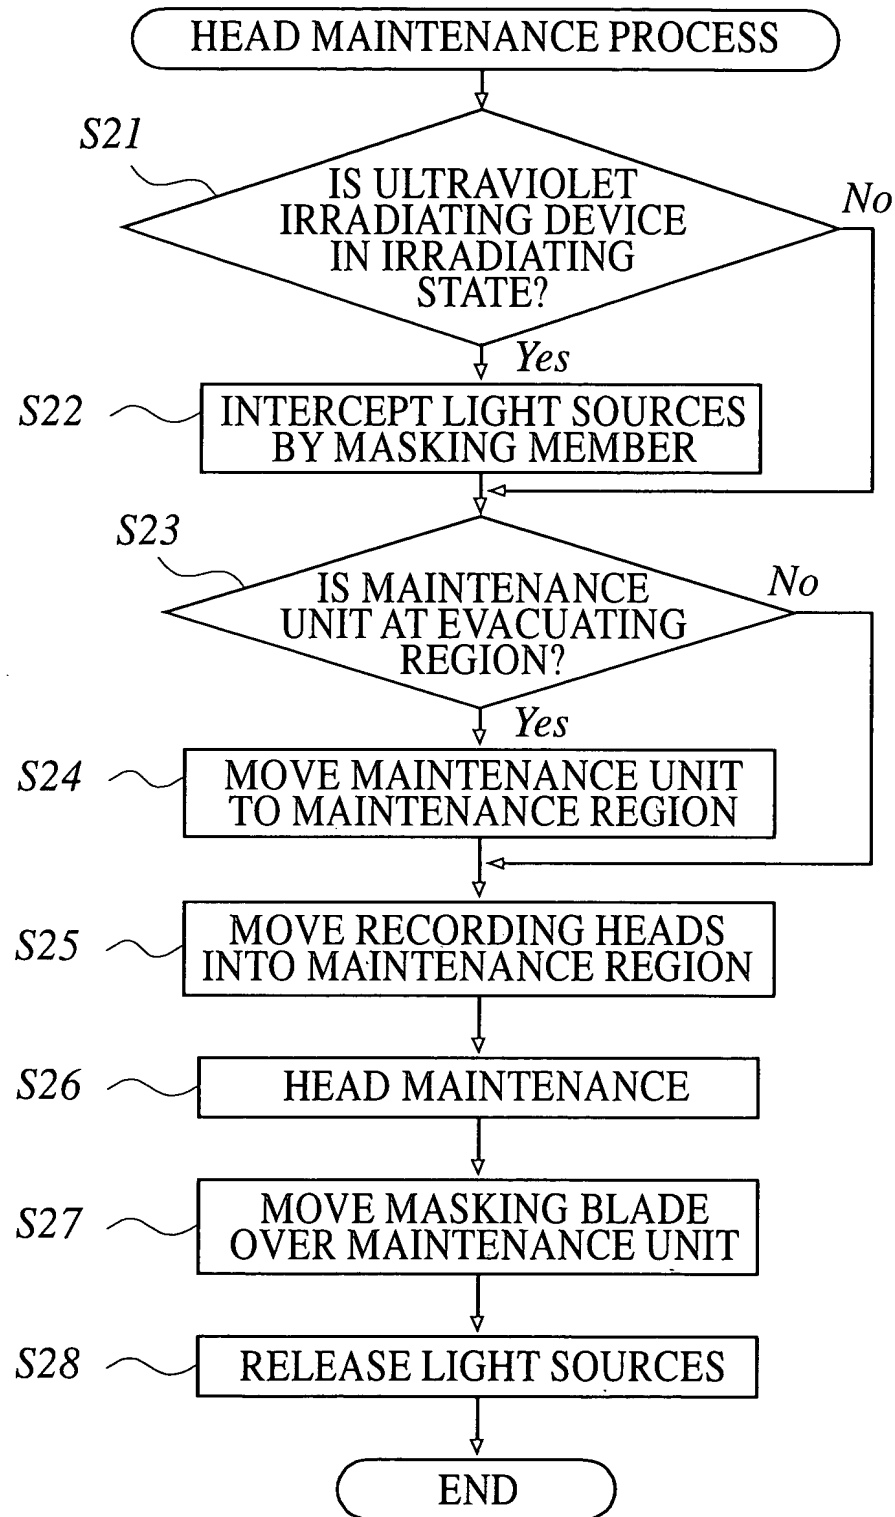 HEAD MAINTENANCE PROCESS
S21
IS ULTRAVIOLET
IRRADIATING DEVICE
IN IRRADIATING
STATE?
No
Yes
S22
INTERCEPT LIGHT SOURCES
BY MASKING MEMBER
S23
IS MAINTENANCE
UNIT AT EVACUATING
REGION?
No
Yes
S24
MOVE MAINTENANCE UNIT
TO MAINTENANCE REGION
S25
MOVE RECORDING HEADS
INTO MAINTENANCE REGION
S26
HEAD MAINTENANCE
S27
MOVE MASKING BLADE
OVER MAINTENANCE UNIT
S28
RELEASE LIGHT SOURCES
END